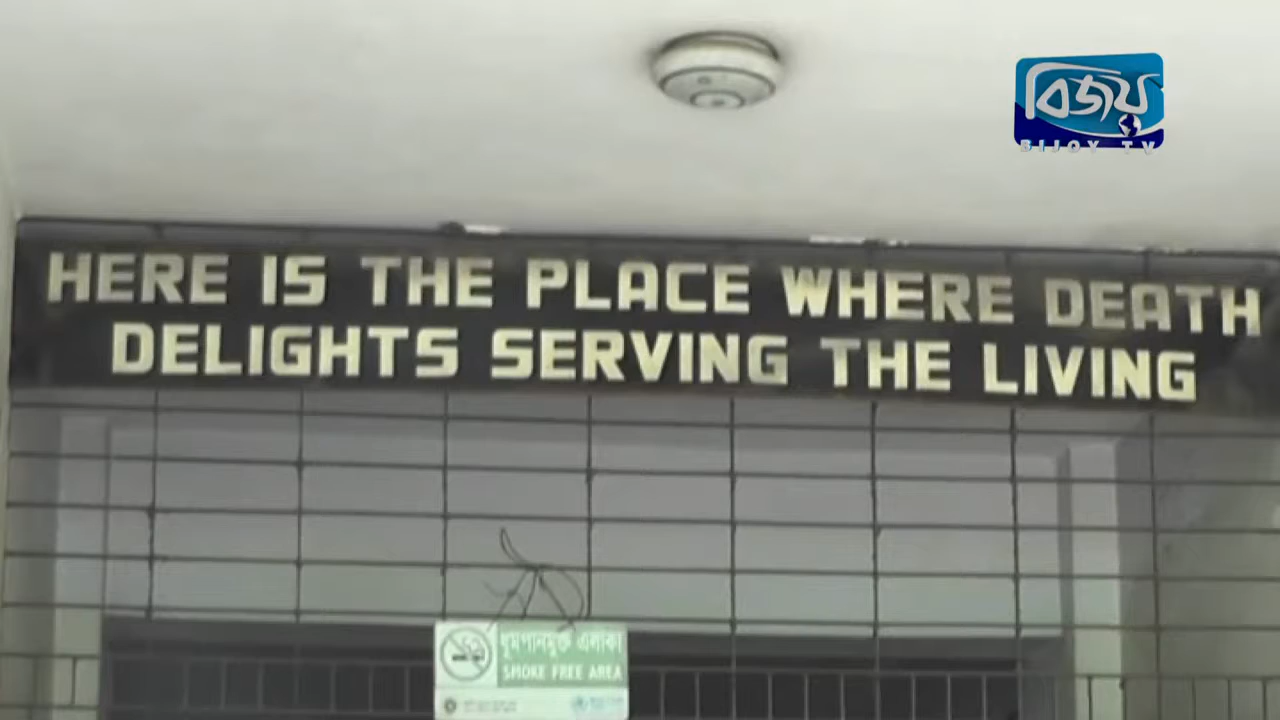 বিজয়
BIJOY TV
HERE IS THE PLACE WHERE DEATH
DELIGHTS SERVING THE LIVING
ধূমপানমুক্ত এলাকা
SMOKE FREE AREA